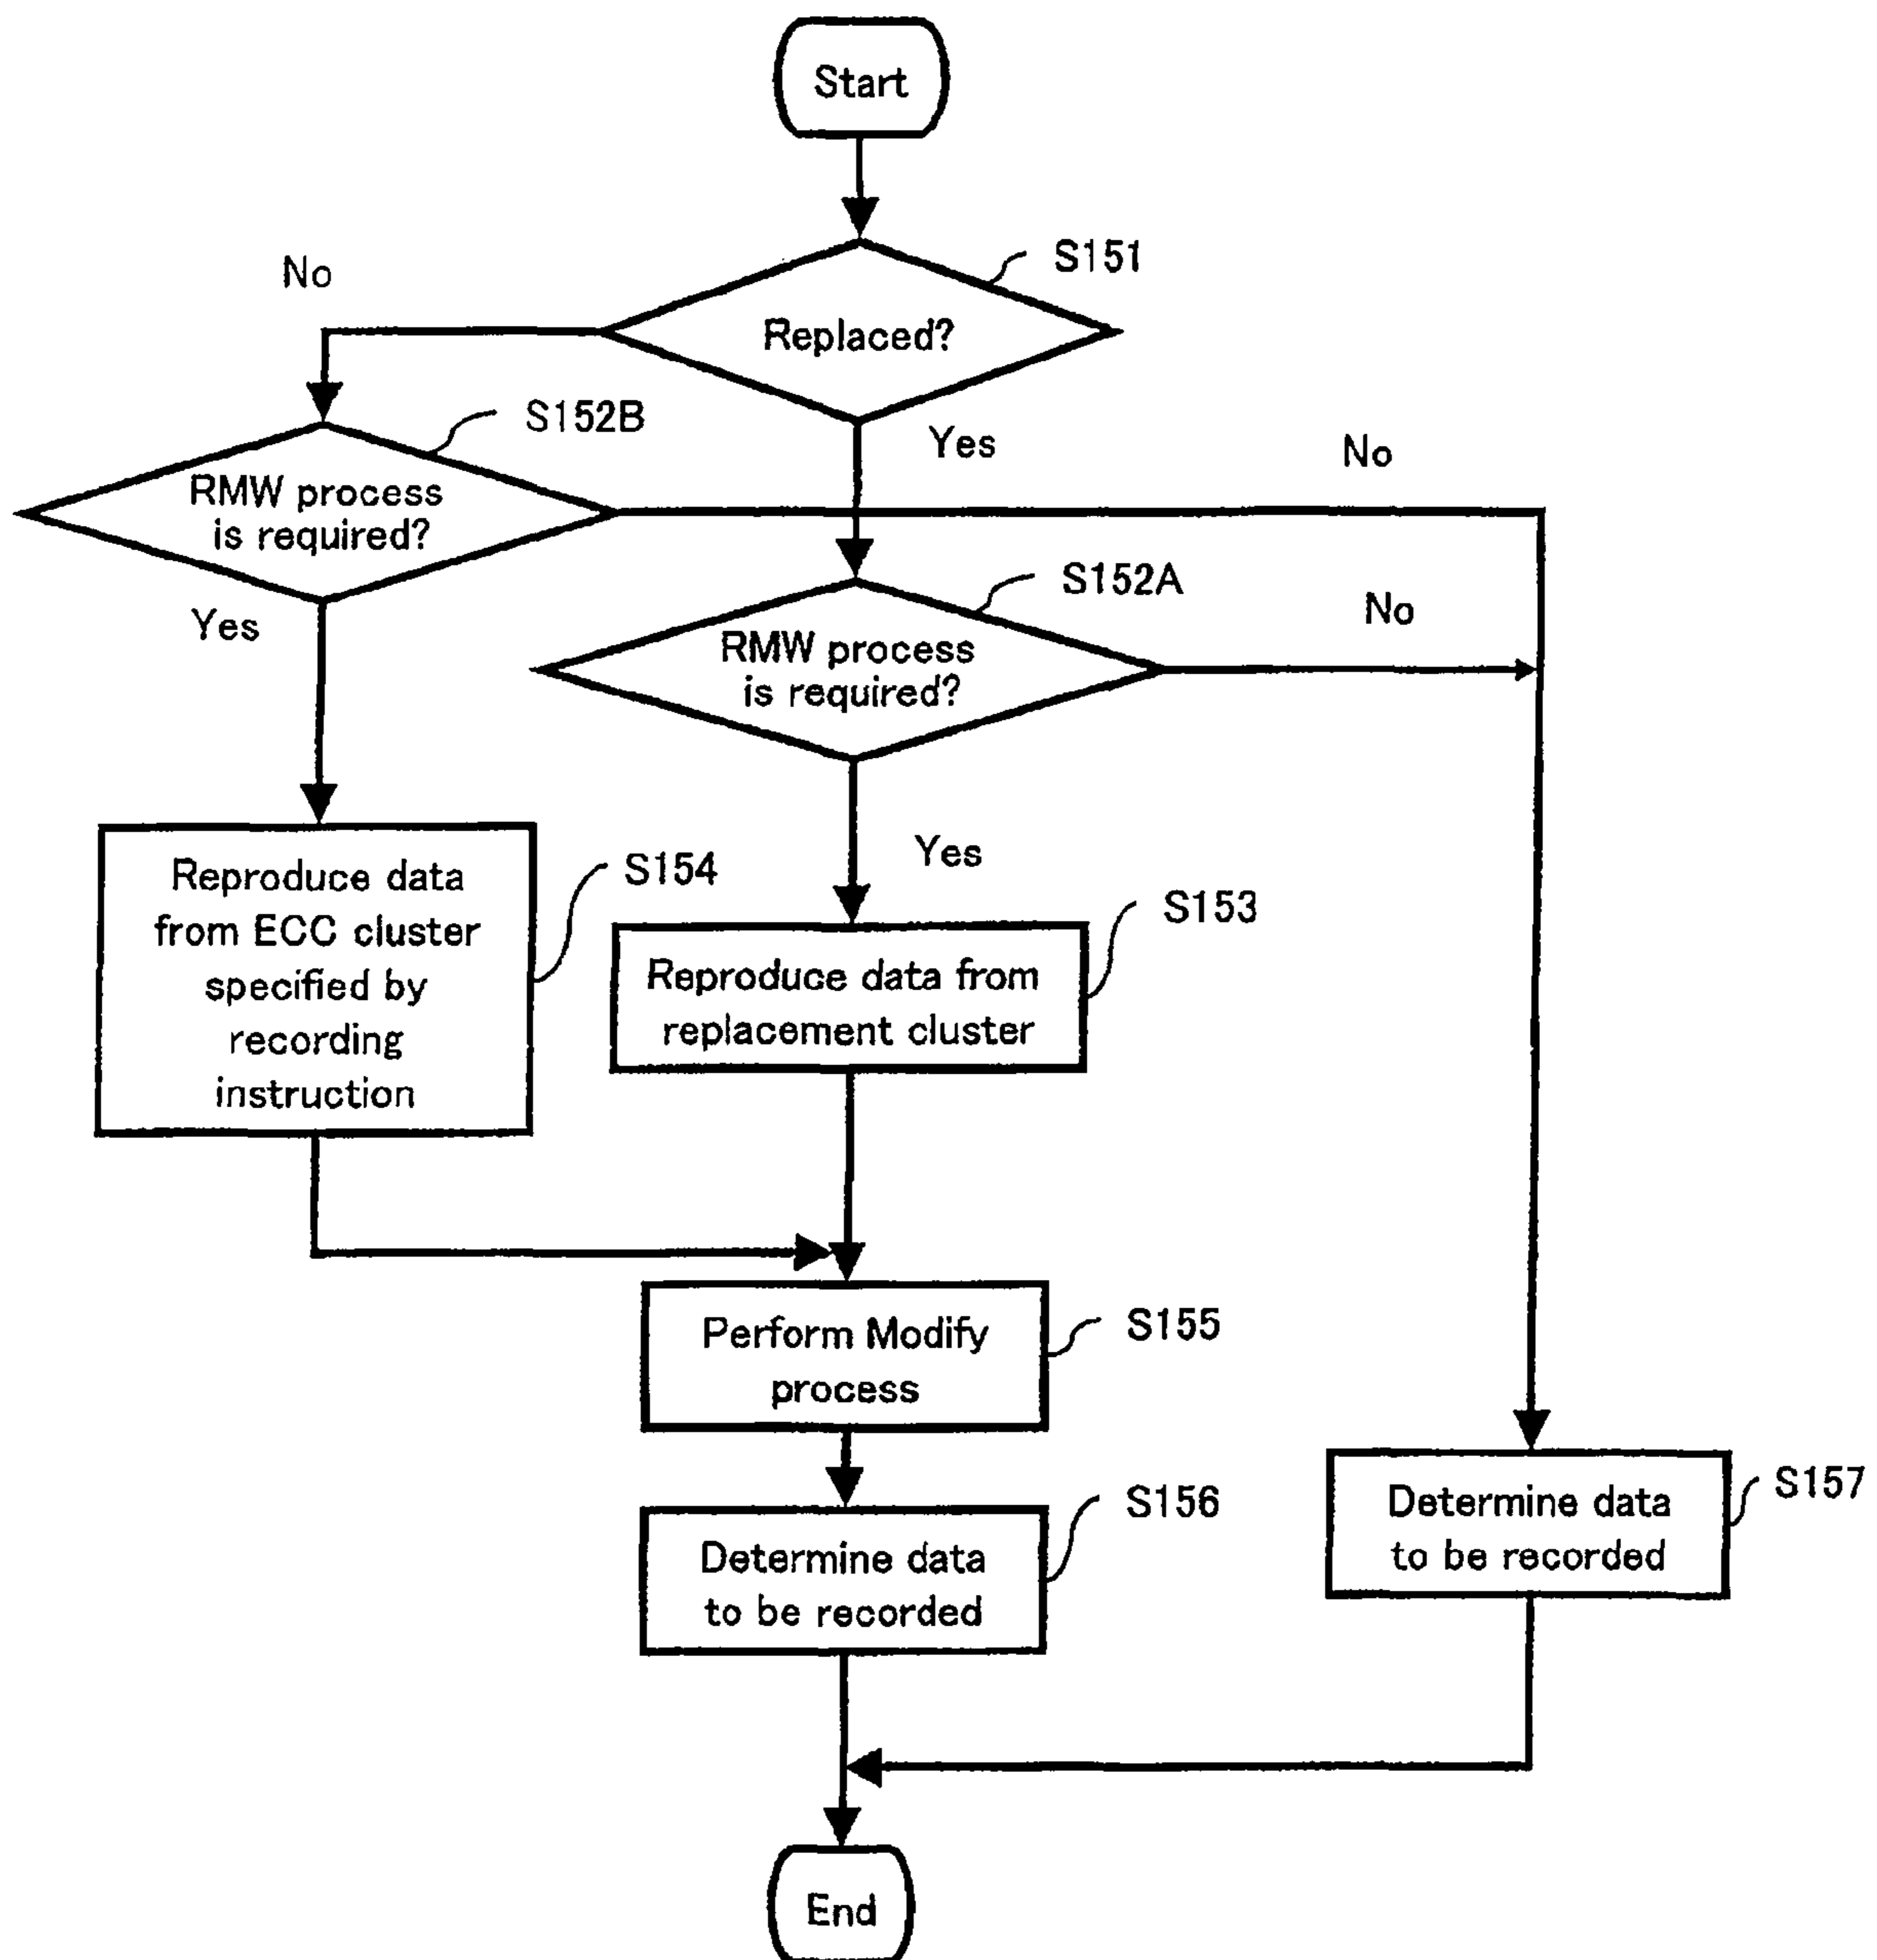 Start
S151
No
Replaced?
S152B
Yes
No
RMW process
is required?
S152A
No
Yes
RMW process
is required?
Yes
S154
Reproduce data
from ECC cluster
specified by
recording
instruction
S153
Reproduce data from
replacement cluster
S155
Perform Modify
process
S156
Determine data
to be recorded
S157
Determine data
to be recorded
End